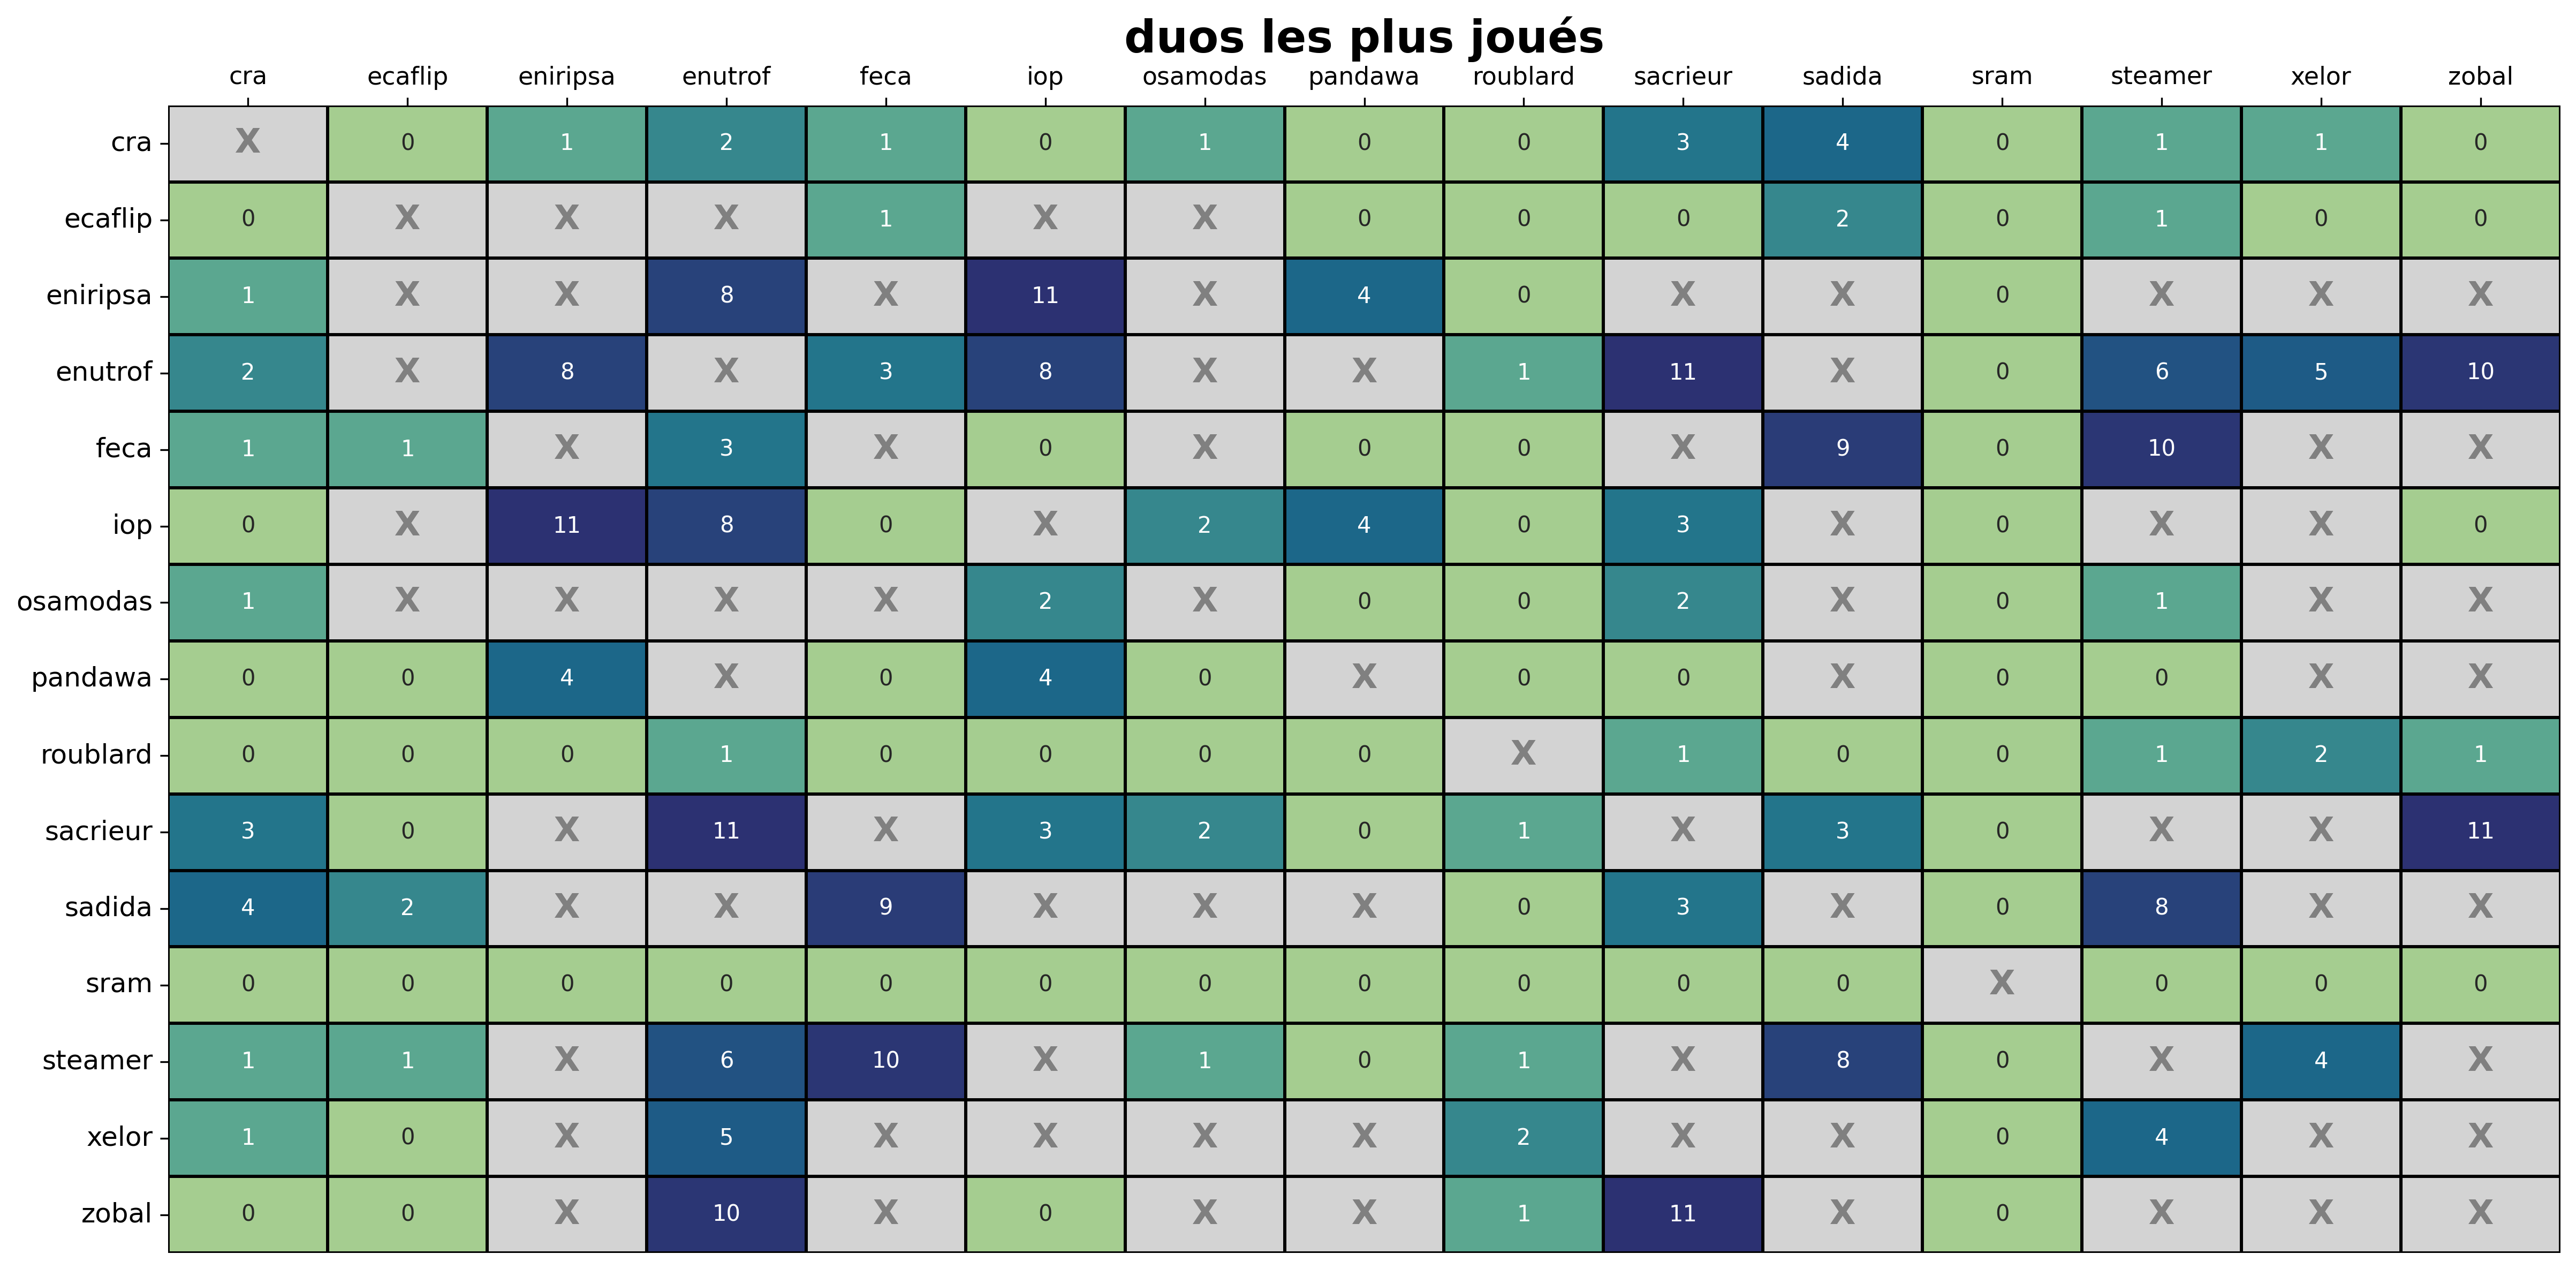 duos les plus joués
cra ecaflip eniripsa enutrof feca iop osamodas pandawa roublard sacrieur sadida sram steamer xelor zobal
cra X 0 1 2 1 0 1 0 0 3 4 0 1 1 0
ecaflip 0 X X X 1 X X 0 0 0 2 0 1 0 0
eniripsa 1 X X 8 X 11 X 4 0 X X 0 X X X
enutrof 2 X 8 X 3 8 X X 1 11 X 0 6 5 10
feca 1 1 X 3 X 0 X 0 0 X 9 0 10 X X
iop 0 X 11 8 0 X 2 4 0 3 X 0 X X 0
osamodas 1 X X X X 2 X 0 0 2 X 0 1 X X
pandawa 0 0 4 X 0 4 0 X 0 0 X 0 0 X X
roublard 0 0 0 1 0 0 0 0 X 1 0 0 1 2 1
sacrieur 3 0 X 11 X 3 2 0 1 X 3 0 X X 11
sadida 4 2 X X 9 X X X 0 3 X 0 8 X X
sram 0 0 0 0 0 0 0 0 0 0 0 X 0 0 0
steamer 1 1 X 6 10 X 1 0 1 X 8 0 X 4 X
xelor 1 0 X 5 X X X X 2 X X 0 4 X X
zobal 0 0 X 10 X 0 X X 1 11 X 0 X X X